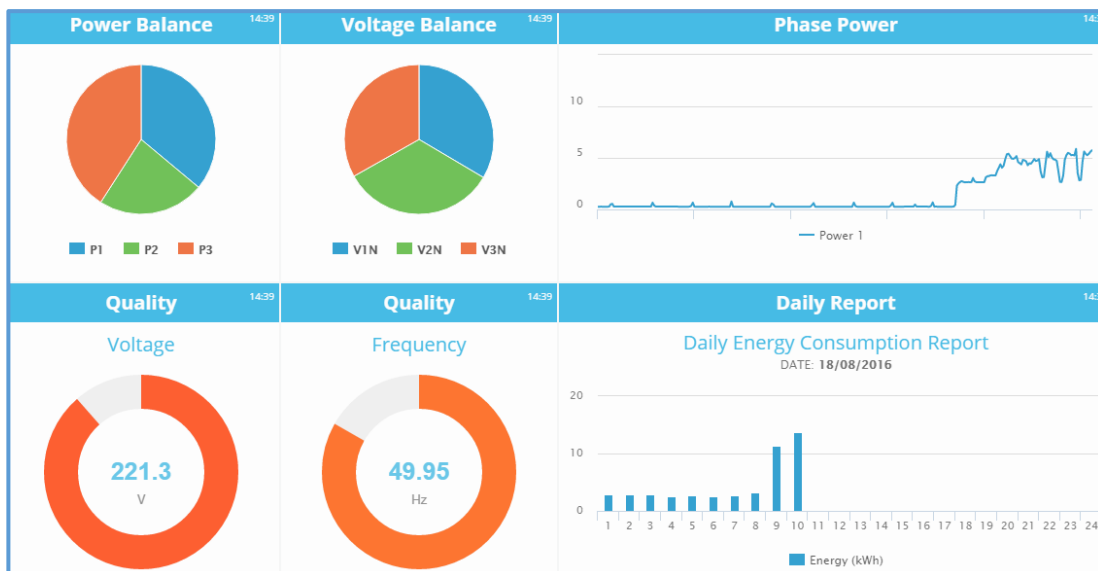 Power Balance 14:39
Voltage Balance 14:39
Phase Power
10
5
0
P1 P2 P3
V1N V2N V3N
Power 1
Quality 14:39
Quality 14:39
Daily Report
Voltage
221.3
V
Frequency
49.95
Hz
Daily Energy Consumption Report
DATE: 18/08/2016
20
10
0
1 2 3 4 5 6 7 8 9 10 11 12 13 14 15 16 17 18 19 20 21 22 23 24
Energy (kWh)